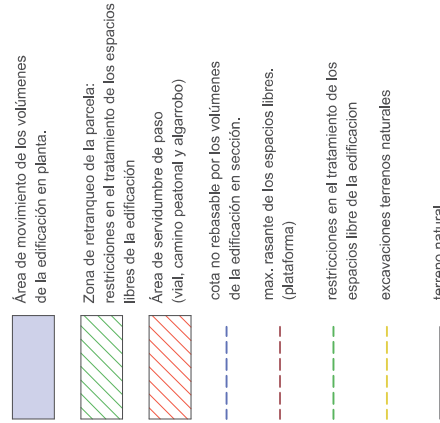 Área de movimiento de los volúmenes
de la edificación en planta.
Zona de retranqueo de la parcela:
restricciones en el tratamiento de los espacios
libres de la edificación
Área de servidumbre de paso
(vial, camino peatonal y algarrobo)
cota no rebasable por los volúmenes
de la edificación en sección.
max. rasante de los espacios libres.
(plataforma)
restricciones en el tratamiento de los
espacios libre de la edificacion
excavaciones terrenos naturales
terreno natural